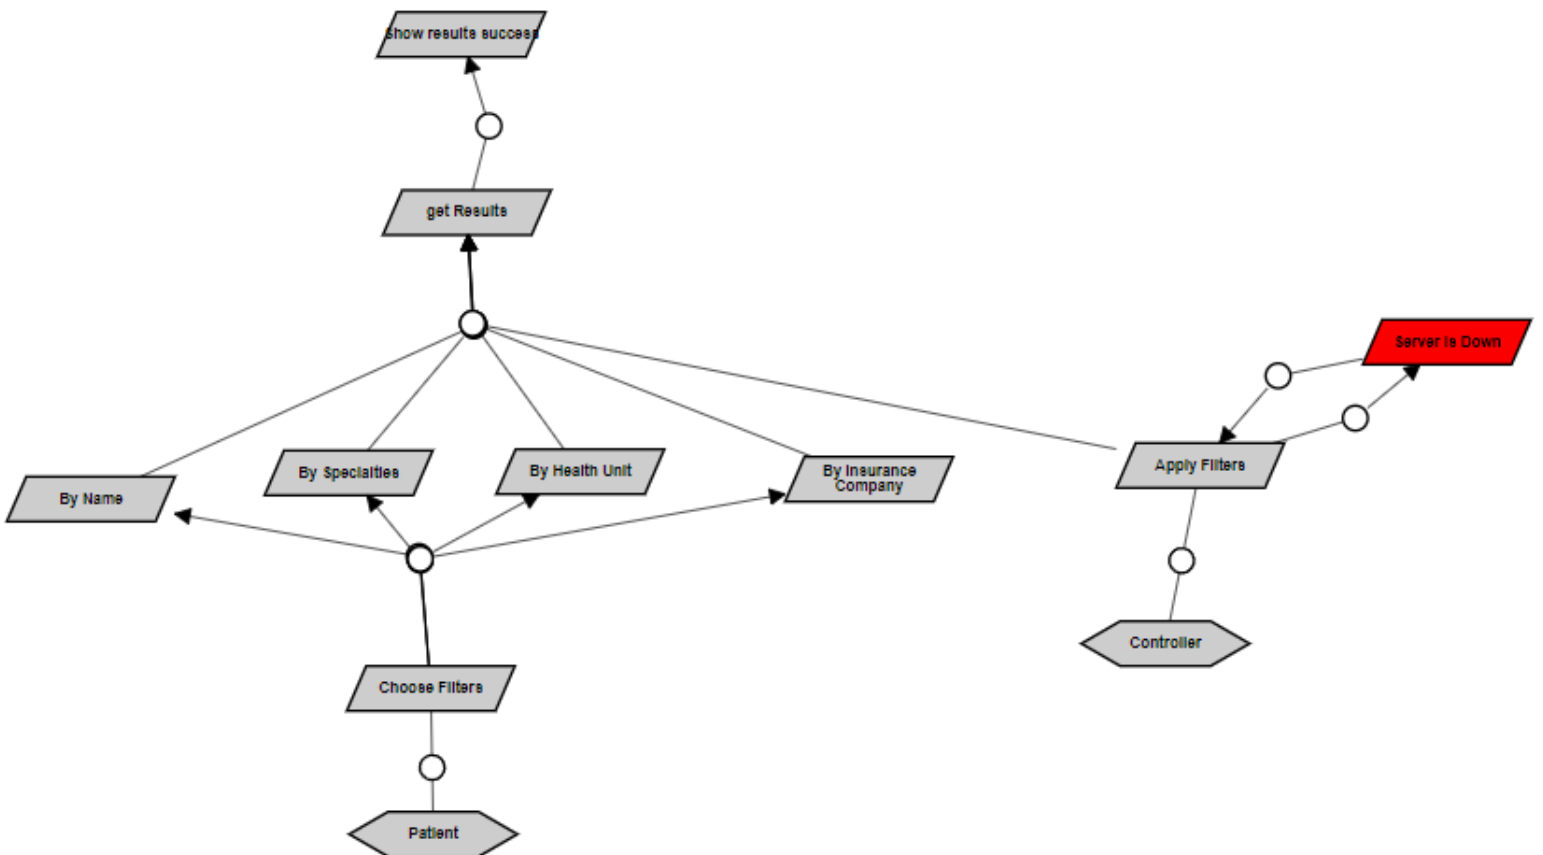 Show results success
get Results
Server is Down
By Name
By Specialties
By Health Unit
By Insurance
Company
Apply Filters
Controller
Choose Filters
Patient